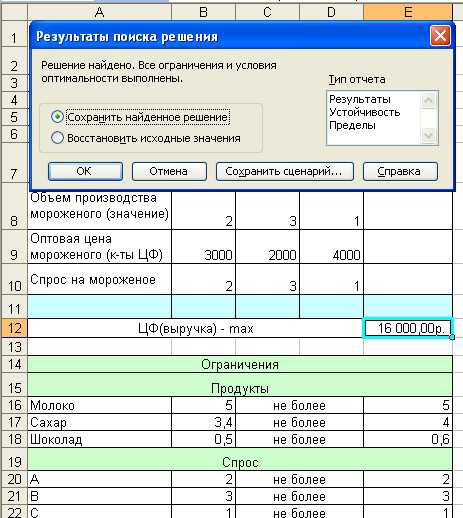 A B C D E
1
Результаты поиска решения
2
Решение найдено. Все ограничения и условия
оптимальности выполнены.
3
Тип отчета
4
Результаты
Сохранить найденное решение
5
Устойчивость
Восстановить исходные значения
6
Пределы
7
ОК Отмена Сохранить сценарий... Справка
Объем производства
8 мороженого (значение) 2 3 1
Оптовая цена
9 мороженого (к-ты ЦФ) 3000 2000 4000
10 Спрос на мороженое 2 3 1
11
12 ЦФ(выручка) - max 16 000,00р.
13
14 Ограничения
15 Продукты
16 Молоко 5 не более 5
17 Сахар 3,4 не более 4
18 Шоколад 0,5 не более 0,6
19 Спрос
20 А 2 не более 2
21 В 3 не более 3
22 С 1 не более 1